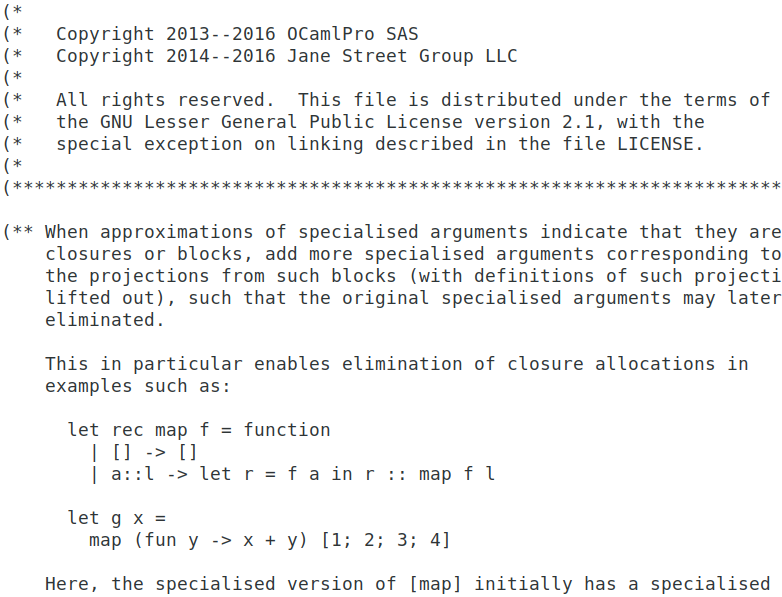 (*
(*   Copyright 2013--2016 OCamlPro SAS
(*   Copyright 2014--2016 Jane Street Group LLC
(*
(*   All rights reserved.  This file is distributed under the terms of
(*   the GNU Lesser General Public License version 2.1, with the
(*   special exception on linking described in the file LICENSE.
(*
(**********************************************************************
(** When approximations of specialised arguments indicate that they are
    closures or blocks, add more specialised arguments corresponding to
    the projections from such blocks (with definitions of such projecti
    lifted out), such that the original specialised arguments may later
    eliminated.

    This in particular enables elimination of closure allocations in
    examples such as:

      let rec map f = function
        | [] -> []
        | a::l -> let r = f a in r :: map f l

      let g x =
        map (fun y -> x + y) [1; 2; 3; 4]

    Here, the specialised version of [map] initially has a specialised